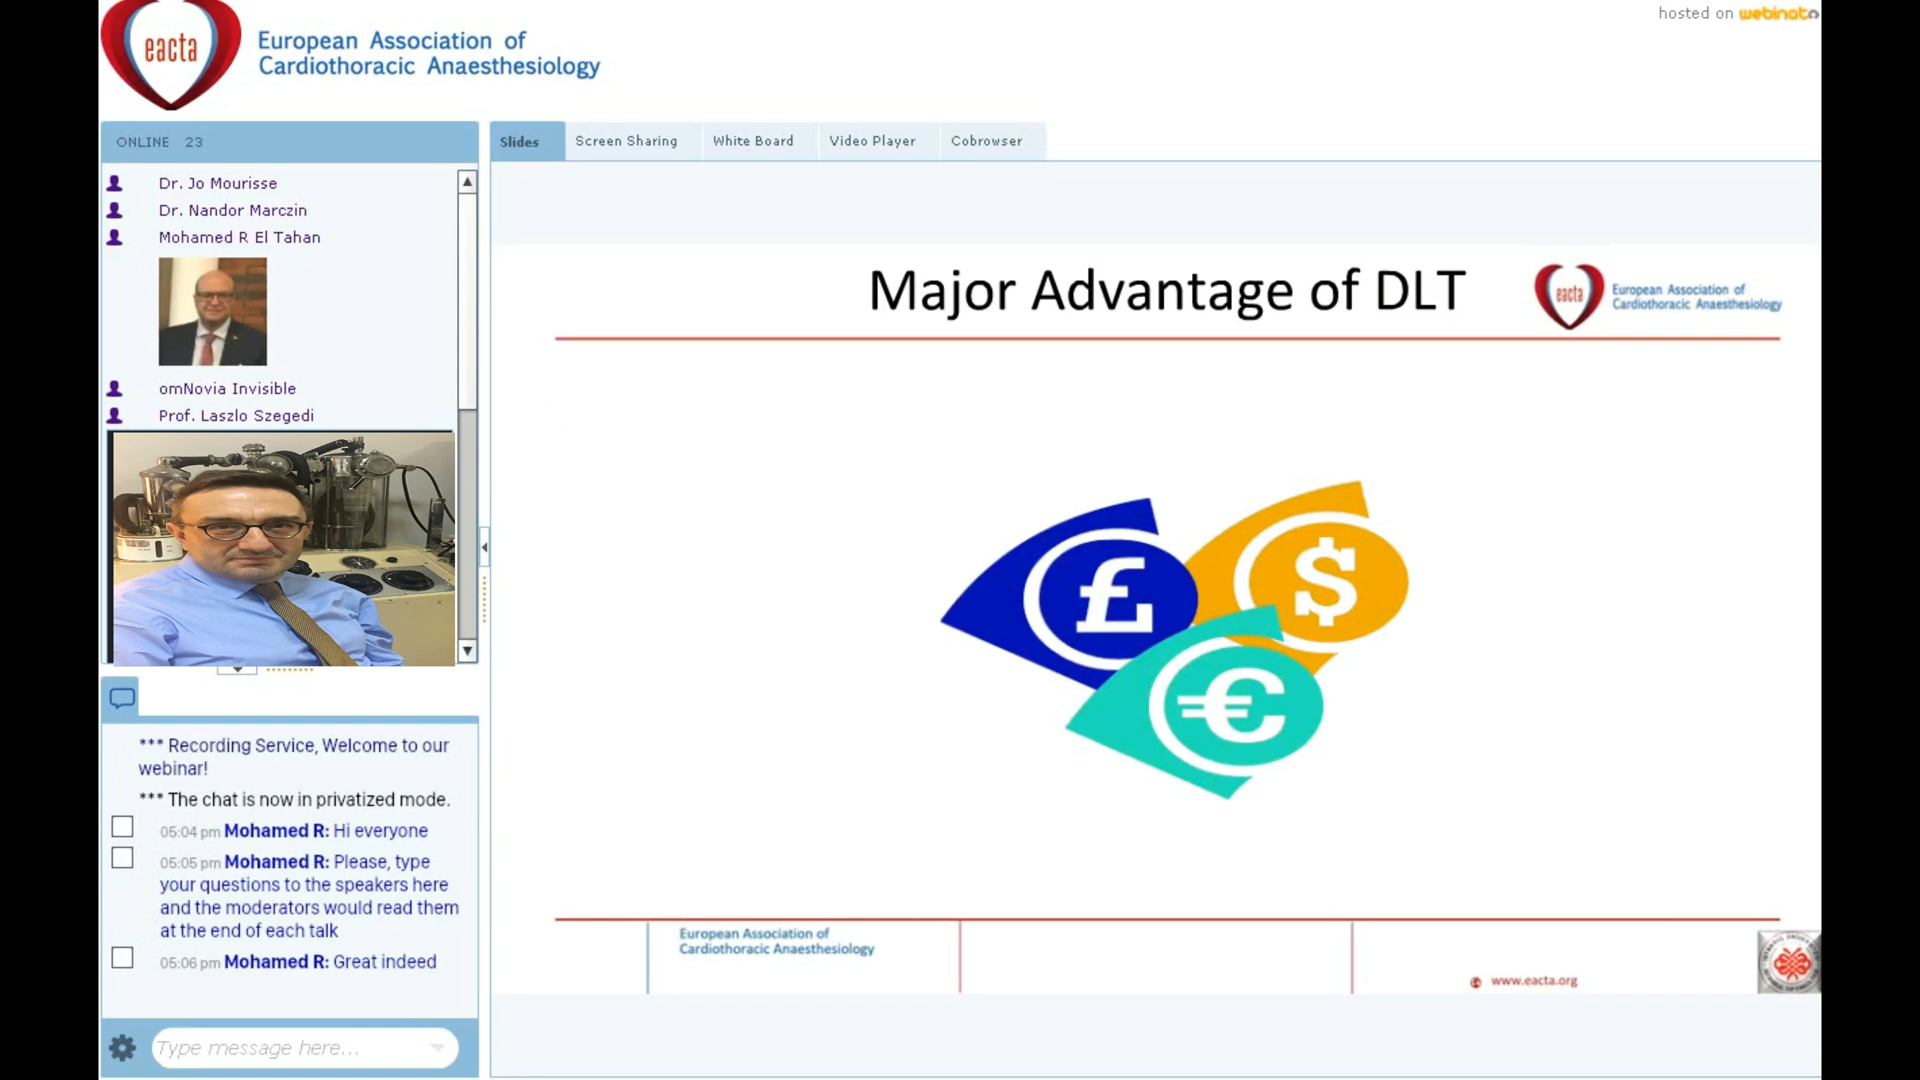 hosted on webinato
eacta
European Association of
Cardiothoracic Anaesthesiology
ONLINE 23
Slides
Screen Sharing
White Board
Video Player
Cobrowser
Dr. Jo Mourisse
Dr. Nandor Marczin
Mohamed R El Tahan
omNovia Invisible
Prof. Laszlo Szegedi
Major Advantage of DLT
eacta
European Association of
Cardiothoracic Anaesthesiology
£
$
€
*** Recording Service, Welcome to our
webinar!
*** The chat is now in privatized mode.
05:04 pm Mohamed R: Hi everyone
05:05 pm Mohamed R: Please, type
your questions to the speakers here
and the moderators would read them
at the end of each talk
05:06 pm Mohamed R: Great indeed
Type message here...
European Association of
Cardiothoracic Anaesthesiology
www.eacta.org